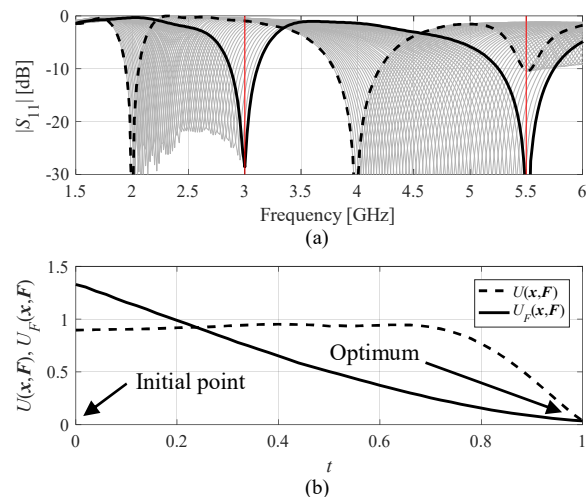 0
-10
-20
-30
|S₁₁| [dB]
1.5 2 2.5 3 3.5 4 4.5 5 5.5 6
Frequency [GHz]
(a)
1.5
1
0.5
0
U(x,F), U_F(x,F)
U(x,F)
U_F(x,F)
Optimum
Initial point
0 0.2 0.4 0.6 0.8 1
t
(b)